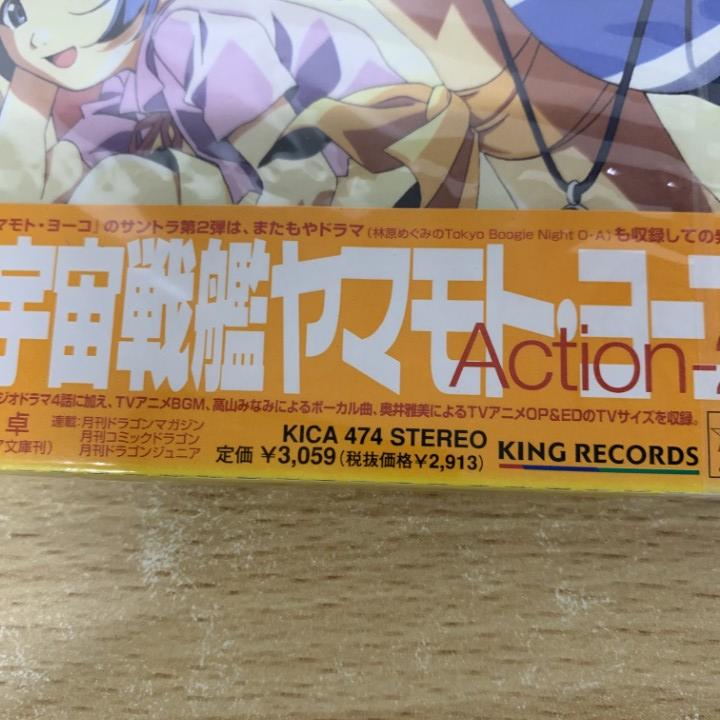 マモト・ヨーコ』のサントラ第2弾は、またもやドラマ(林原めぐみのTokyo Boogie Night O・A)も収録しての
宇宙戦艦ヤマモト・ヨーコ
Action-
ジオドラマ4話に加え、TVアニメBGM、高山みなみによるボーカル曲、奥井雅美によるTVアニメOP&EDのTVサイズを収録。
卓
ア文庫刊)
連載:月刊ドラゴンマガジン
月刊コミックドラゴン
月刊ドラゴンジュニア
KICA 474 STEREO
定価 ¥3,059(税抜価格¥2,913)
KING RECORDS